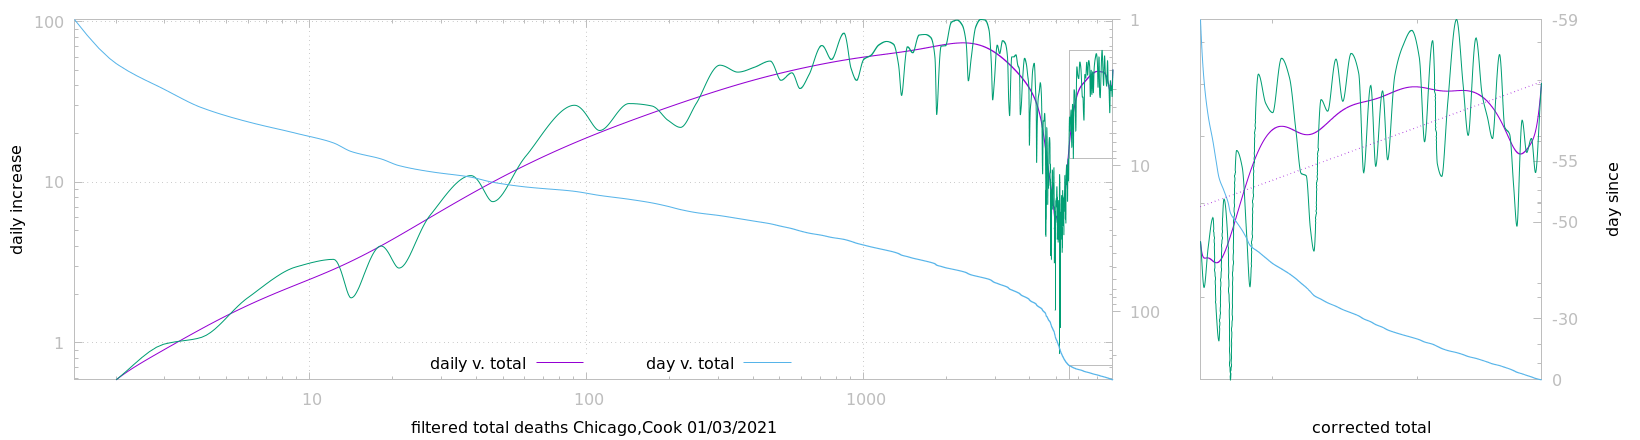 100
10
1
daily increase
10
100
1000
filtered total deaths Chicago,Cook 01/03/2021
daily v. total
day v. total
1
10
100
-59
-55
-50
-30
0
day since
corrected total